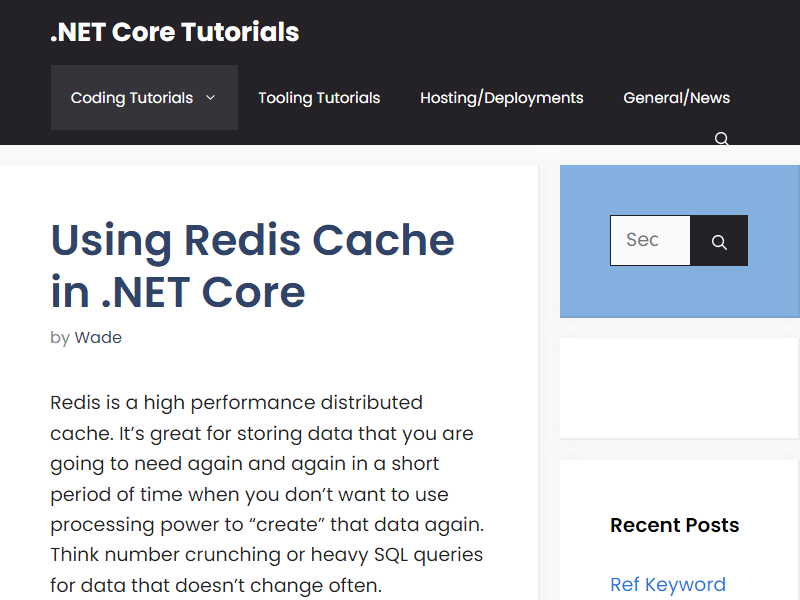 .NET Core Tutorials
Coding Tutorials
Tooling Tutorials
Hosting/Deployments
General/News
Using Redis Cache
in .NET Core
by Wade
Redis is a high performance distributed
cache. It’s great for storing data that you are
going to need again and again in a short
period of time when you don’t want to use
processing power to “create” that data again.
Think number crunching or heavy SQL queries
for data that doesn’t change often.
Sec
Recent Posts
Ref Keyword